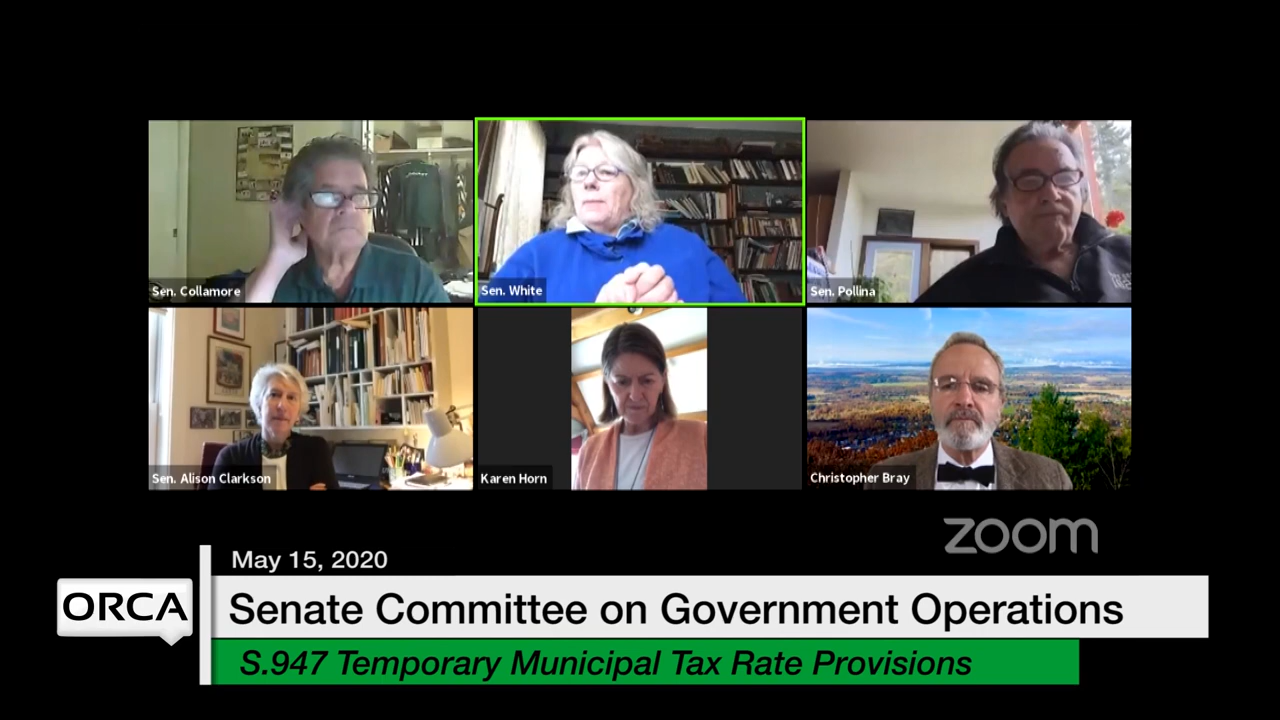 Sen. Collamore
Sen. White
Sen. Pollina
Sen. Alison Clarkson
Karen Horn
Christopher Bray
zoom
May 15, 2020
ORCA
Senate Committee on Government Operations
S.947 Temporary Municipal Tax Rate Provisions